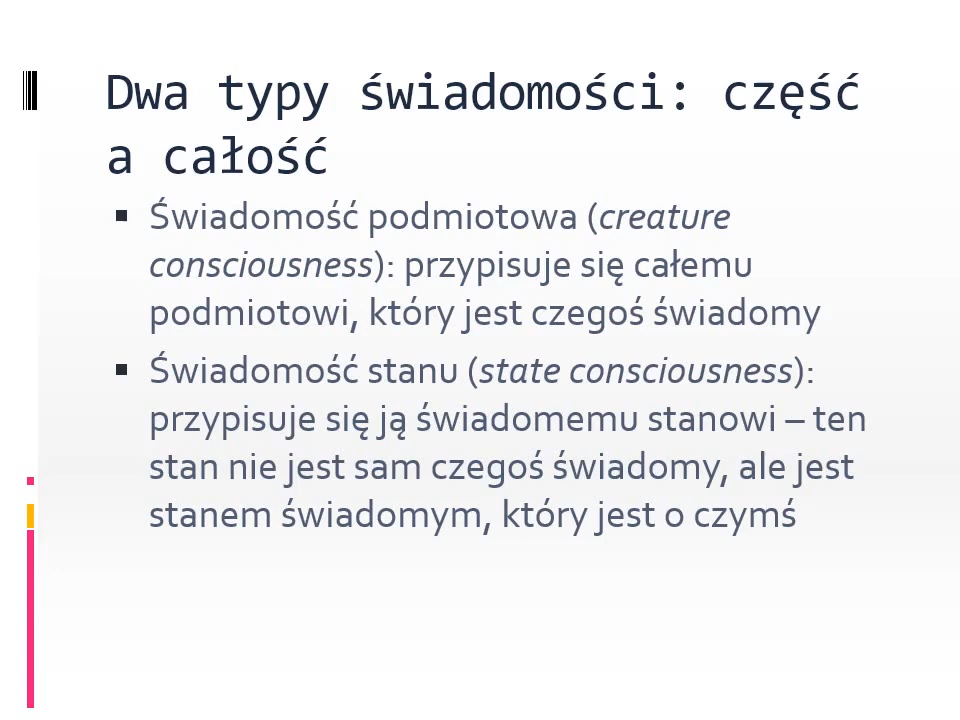 Dwa typy świadomości: część
a całość
▪ Świadomość podmiotowa (creature
consciousness): przypisuje się całemu
podmiotowi, który jest czegoś świadomy
▪ Świadomość stanu (state consciousness):
przypisuje się ją świadomemu stanowi – ten
stan nie jest sam czegoś świadomy, ale jest
stanem świadomym, który jest o czymś